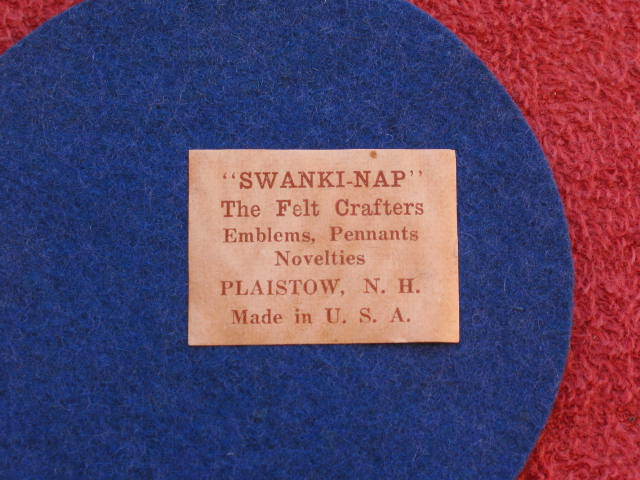 "SWANKI-NAP"
The Felt Crafters
Emblems, Pennants
Novelties
PLAISTOW, N. H.
Made in U. S. A.